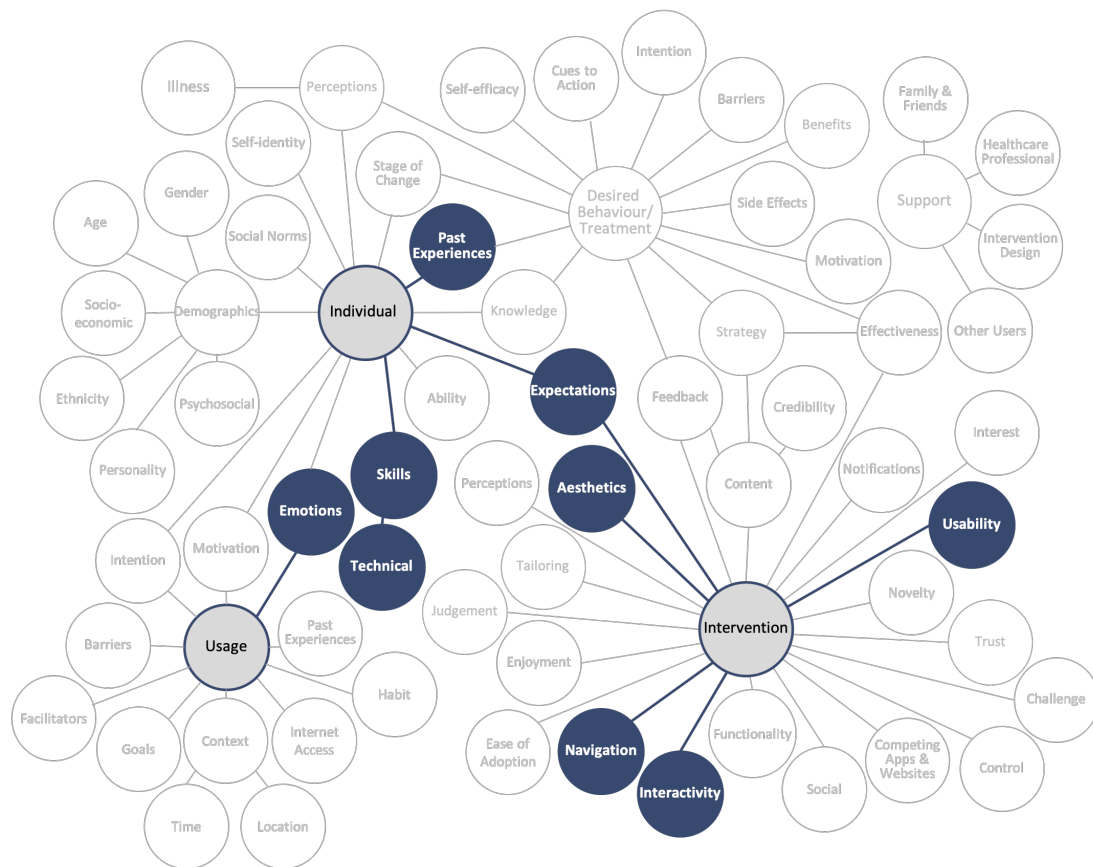 Intention
Cues to
Action
Self-efficacy
Illness
Perceptions
Barriers
Family &
Friends
Benefits
Self-identity
Healthcare
Professional
Stage of
Change
Gender
Desired
Behaviour/
Treatment
Side Effects
Support
Age
Social Norms
Past
Experiences
Intervention
Design
Motivation
Socio-
economic
Demographics
Individual
Knowledge
Strategy
Effectiveness
Other Users
Ethnicity
Psychosocial
Ability
Expectations
Feedback
Credibility
Interest
Personality
Skills
Perceptions
Aesthetics
Content
Notifications
Emotions
Usability
Intention
Motivation
Technical
Tailoring
Novelty
Judgement
Intervention
Barriers
Usage
Past
Experiences
Enjoyment
Trust
Habit
Challenge
Facilitators
Goals
Context
Internet
Access
Ease of
Adoption
Navigation
Functionality
Competing
Apps &
Websites
Control
Interactivity
Social
Time
Location